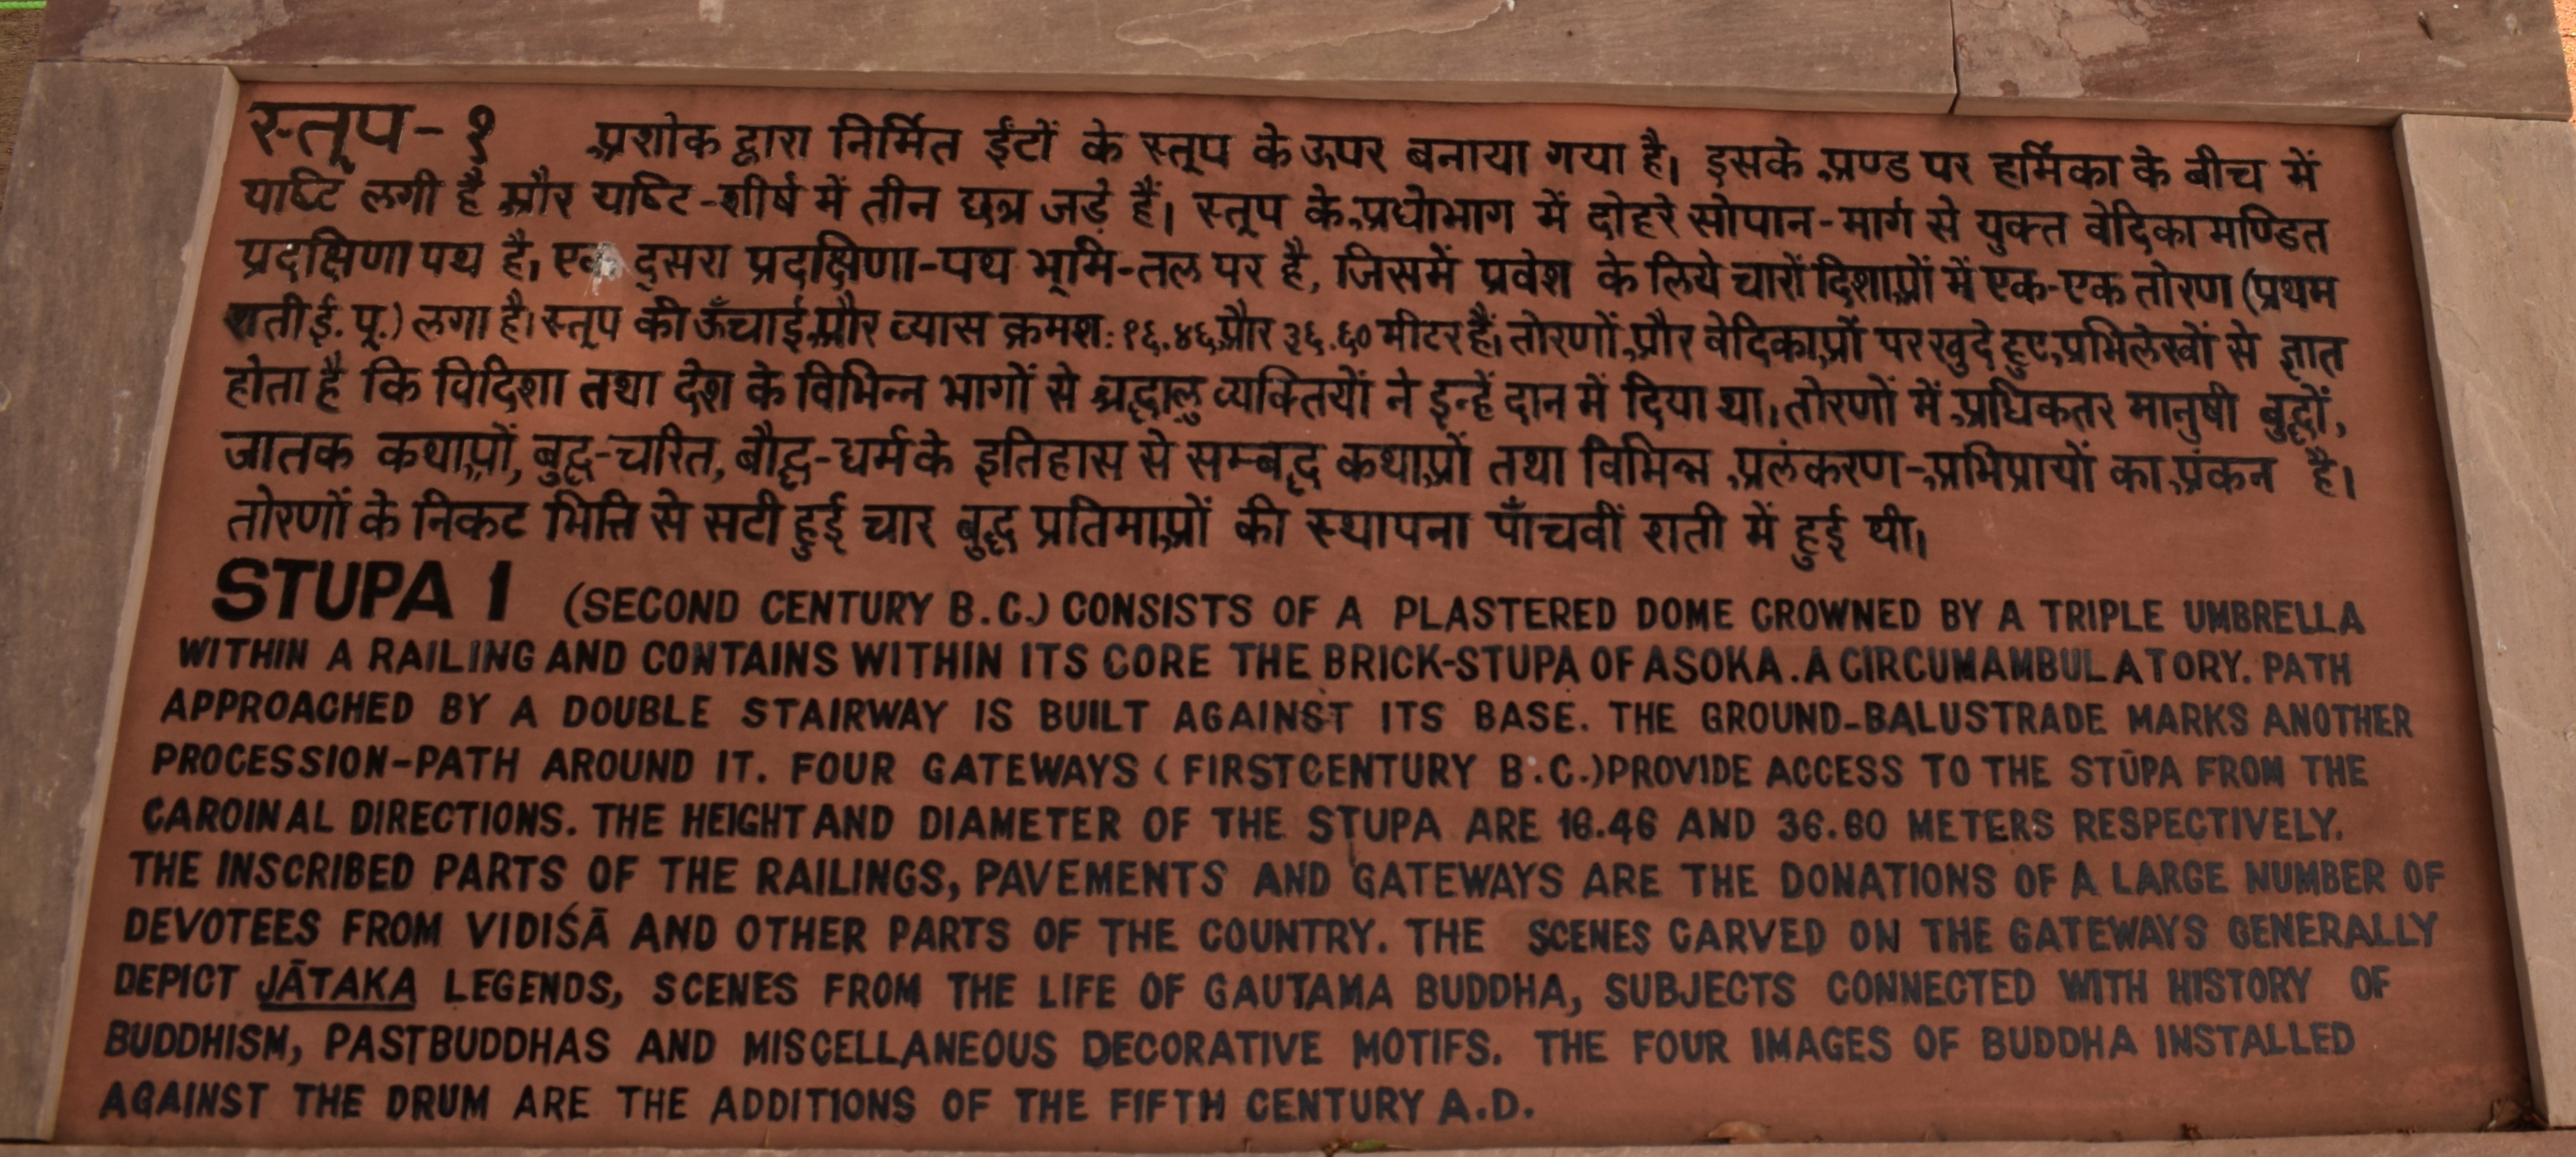 स्तूप-१ अशोक द्वारा निर्मित ईंटों के स्तूप के ऊपर बनाया गया है। इसके अण्ड पर हर्मिका के बीच में
यष्टि लगी है और यष्टि-शीर्ष में तीन छत्र जड़े हैं। स्तूप के अधोभाग में दोहरे सोपान-मार्ग से युक्त वेदिका मण्डित
प्रदक्षिणा पथ है, दूसरा प्रदक्षिणा-पथ भूमि-तल पर है, जिसमें प्रवेश के लिये चारों दिशाओं में एक-एक तोरण (प्रथम
शती ई. पू.) लगा है। स्तूप की ऊँचाई और व्यास क्रमश: १६.४६ और ३६.६० मीटर हैं। तोरणों और वेदिकाओं पर खुदे हुए अभिलेखों से ज्ञात
होता है कि विदिशा तथा देश के विभिन्न भागों से श्रद्धालु व्यक्तियों ने इन्हें दान में दिया था। तोरणों में अधिकतर मानुषी बुद्धों,
जातक कथाओं, बुद्ध-चरित, बौद्ध-धर्म के इतिहास से सम्बद्ध कथाओं तथा विभिन्न अलंकरण-अभिप्रायों का अंकन है।
तोरणों के निकट भित्ति से सटी हुई चार बुद्ध प्रतिमाओं की स्थापना पाँचवीं शती में हुई थी।
STUPA 1 (SECOND CENTURY B.C.) CONSISTS OF A PLASTERED DOME CROWNED BY A TRIPLE UMBRELLA
WITHIN A RAILING AND CONTAINS WITHIN ITS CORE THE BRICK-STUPA OF ASOKA. A CIRCUMAMBULATORY. PATH
APPROACHED BY A DOUBLE STAIRWAY IS BUILT AGAINST ITS BASE. THE GROUND-BALUSTRADE MARKS ANOTHER
PROCESSION-PATH AROUND IT. FOUR GATEWAYS (FIRST CENTURY B.C.) PROVIDE ACCESS TO THE STŪPA FROM THE
CAROINAL DIRECTIONS. THE HEIGHT AND DIAMETER OF THE STUPA ARE 16.46 AND 36.60 METERS RESPECTIVELY.
THE INSCRIBED PARTS OF THE RAILINGS, PAVEMENTS AND GATEWAYS ARE THE DONATIONS OF A LARGE NUMBER OF
DEVOTEES FROM VIDIŚĀ AND OTHER PARTS OF THE COUNTRY. THE SCENES CARVED ON THE GATEWAYS GENERALLY
DEPICT JĀTAKA LEGENDS, SCENES FROM THE LIFE OF GAUTAMA BUDDHA, SUBJECTS CONNECTED WITH HISTORY OF
BUDDHISM, PAST BUDDHAS AND MISCELLANEOUS DECORATIVE MOTIFS. THE FOUR IMAGES OF BUDDHA INSTALLED
AGAINST THE DRUM ARE THE ADDITIONS OF THE FIFTH CENTURY A.D.